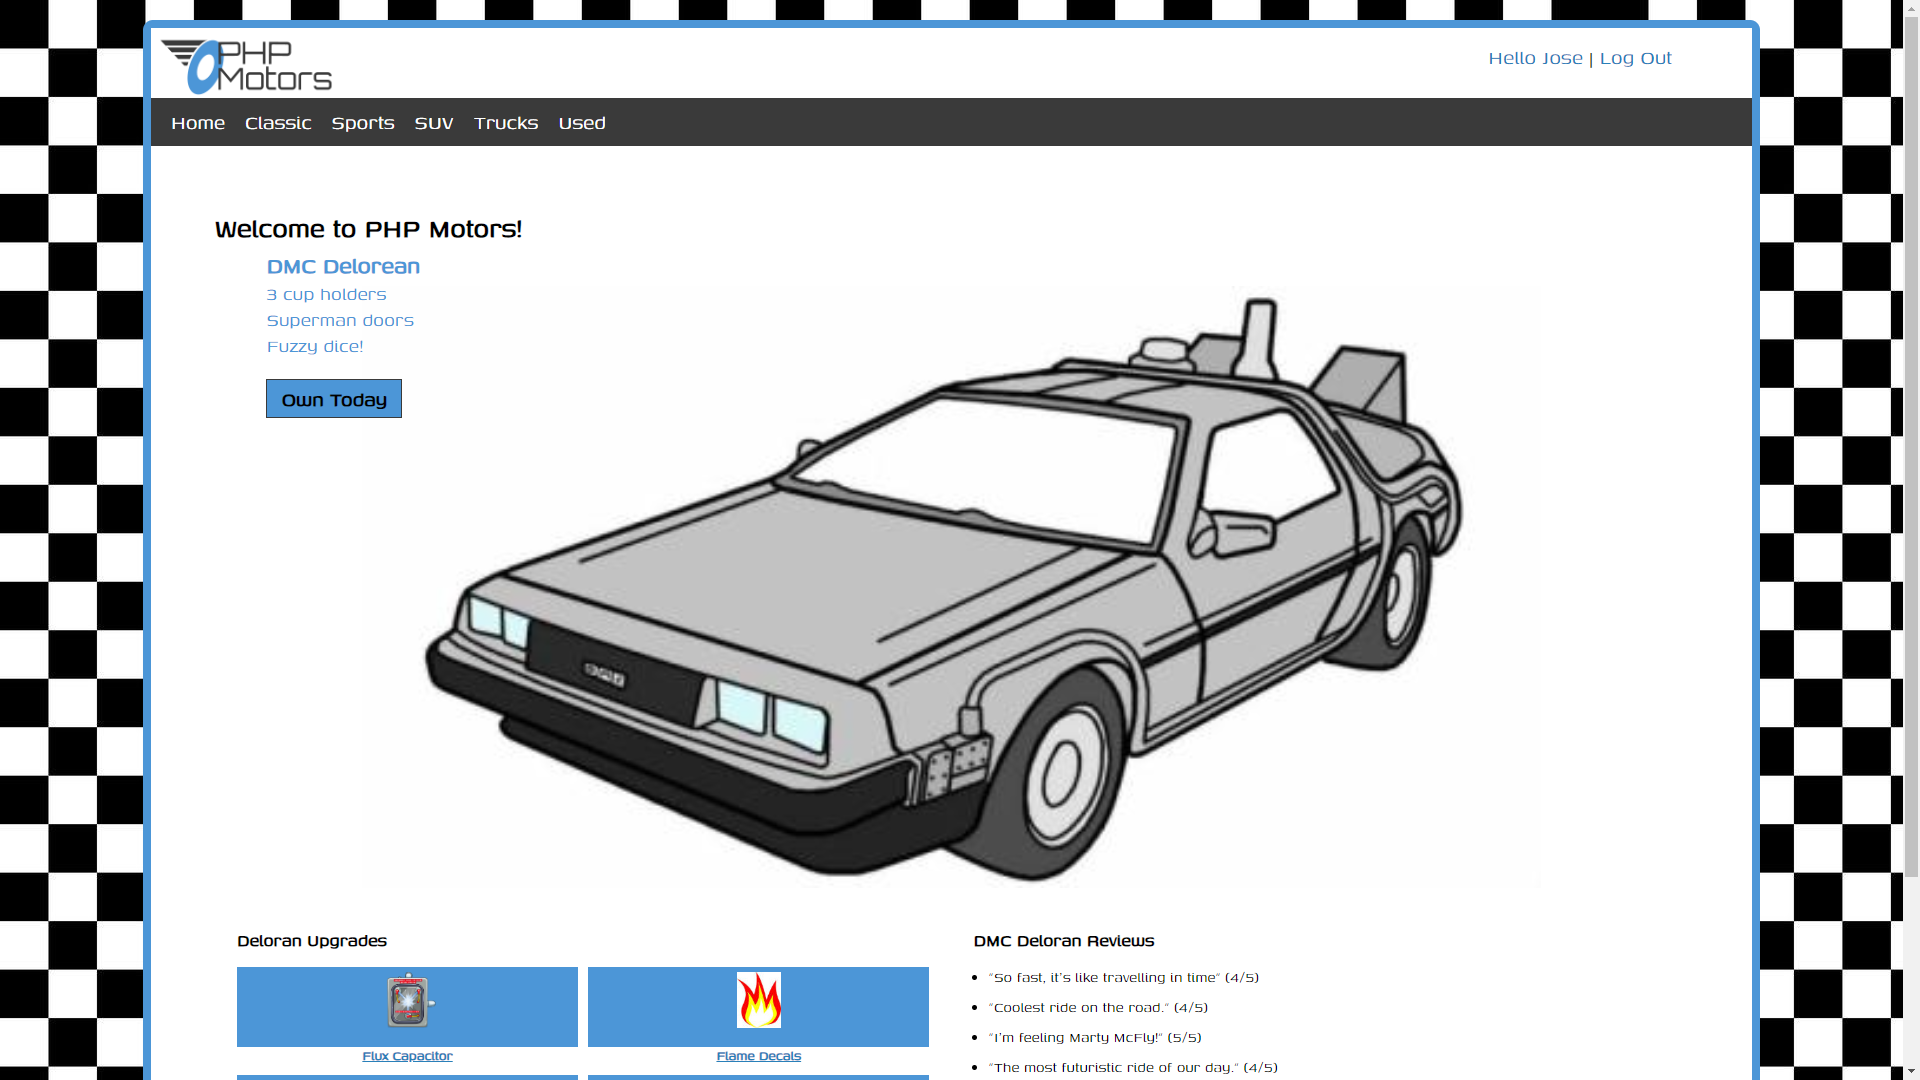 PHP
Motors
Hello Jose | Log Out
Home Classic Sports SUV Trucks Used
Welcome to PHP Motors!
DMC Delorean
3 cup holders
Superman doors
Fuzzy dice!
Own Today
Deloran Upgrades
Flux Capacitor
Flame Decals
DMC Deloran Reviews
"So fast, it's like travelling in time" (4/5)
"Coolest ride on the road." (4/5)
"I'm feeling Marty McFly!" (5/5)
"The most futuristic ride of our day." (4/5)